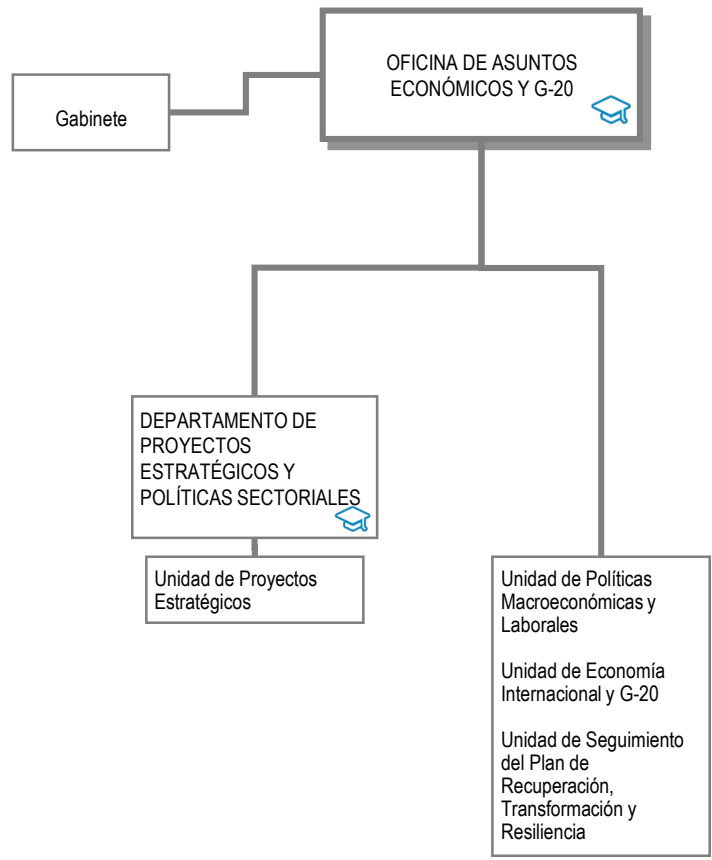 OFICINA DE ASUNTOS
ECONÓMICOS Y G-20
Gabinete
DEPARTAMENTO DE
PROYECTOS
ESTRATÉGICOS Y
POLÍTICAS SECTORIALES
Unidad de Proyectos
Estratégicos
Unidad de Políticas
Macroeconómicas y
Laborales
Unidad de Economía
Internacional y G-20
Unidad de Seguimiento
del Plan de
Recuperación,
Transformación y
Resiliencia